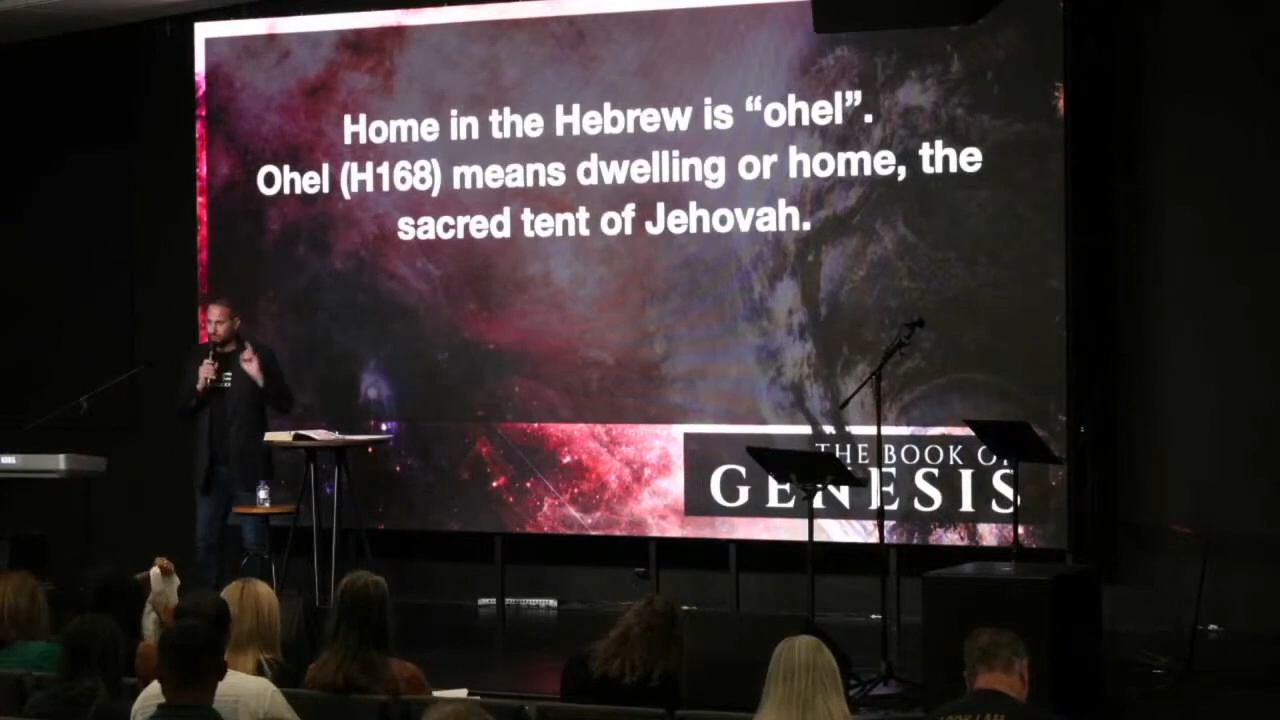 Home in the Hebrew is “ohel”.
Ohel (H168) means dwelling or home, the
sacred tent of Jehovah.
THE BOOK OF
GENESIS
KORG